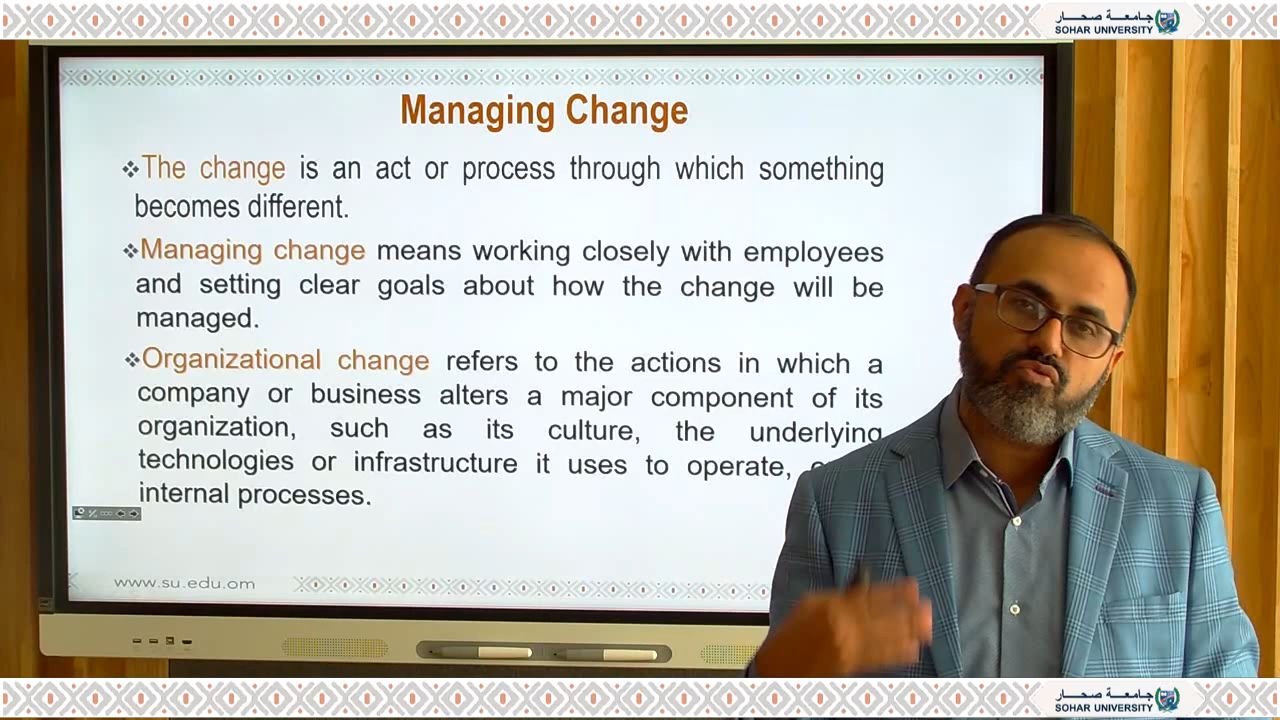 جامعة صحار
SOHAR UNIVERSITY
Managing Change
The change is an act or process through which something
becomes different.
Managing change means working closely with employees
and setting clear goals about how the change will be
managed.
Organizational change refers to the actions in which a
company or business alters a major component of its
organization, such as its culture, the underlying
technologies or infrastructure it uses to operate,
internal processes.
www.su.edu.om
جامعة صحار
SOHAR UNIVERSITY